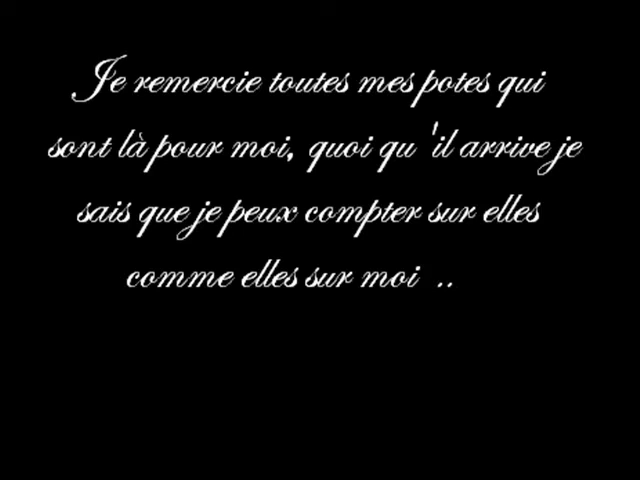 Je remercie toutes mes potes qui
sont là pour moi, quoi qu 'il arrive je
sais que je peux compter sur elles
comme elles sur moi ..